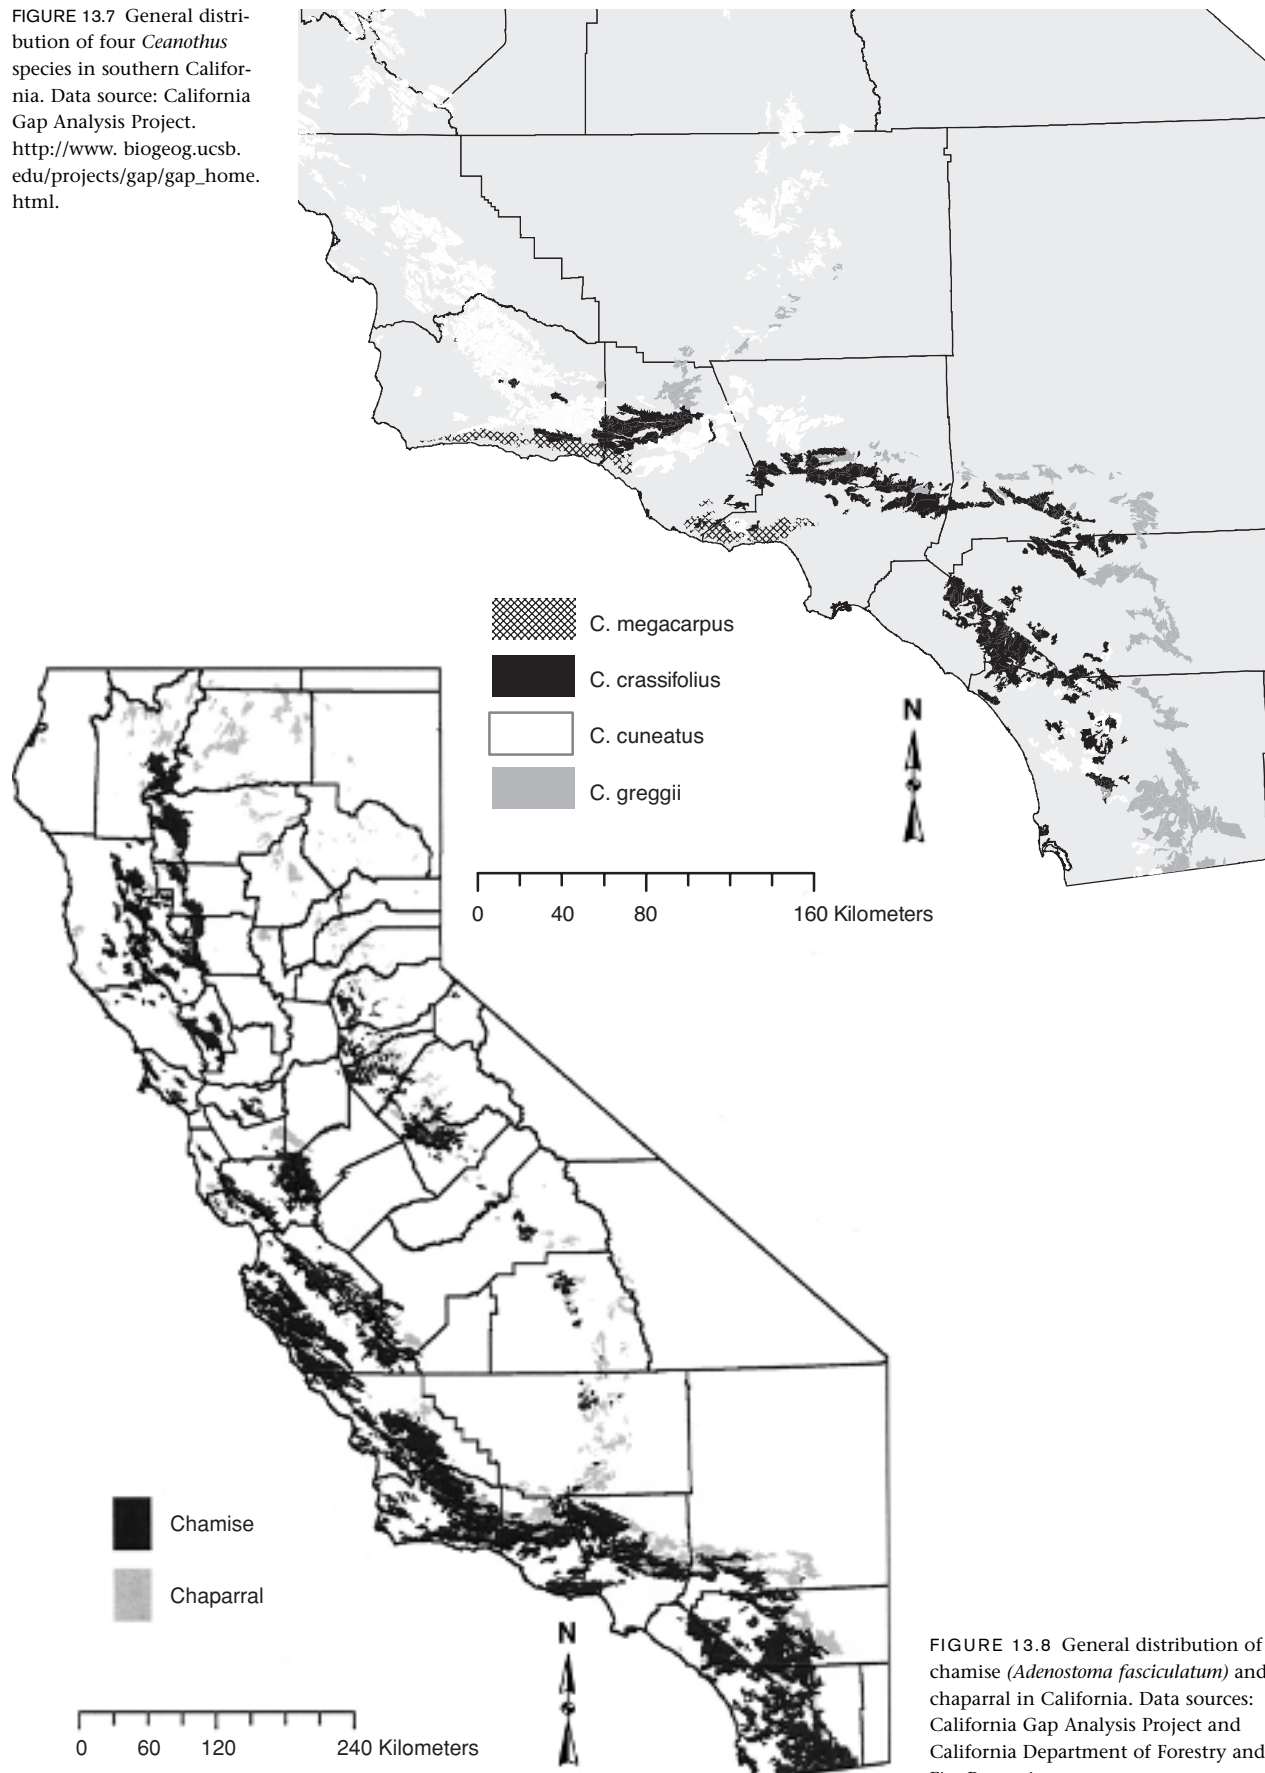 FIGURE 13.7 General distri-
bution of four Ceanothus
species in southern Califor-
nia. Data source: California
Gap Analysis Project.
http://www. biogeog.ucsb.
edu/projects/gap/gap_home.
html.
C. megacarpus
C. crassifolius
C. cuneatus
C. greggii
N
0 40 80 160 Kilometers
Chamise
Chaparral
N
0 60 120 240 Kilometers
FIGURE 13.8 General distribution of
chamise (Adenostoma fasciculatum) and
chaparral in California. Data sources:
California Gap Analysis Project and
California Department of Forestry and